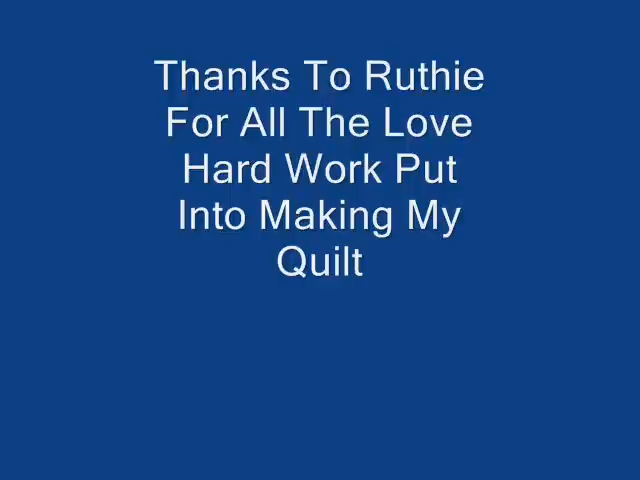 Thanks To Ruthie
For All The Love
Hard Work Put
Into Making My
Quilt